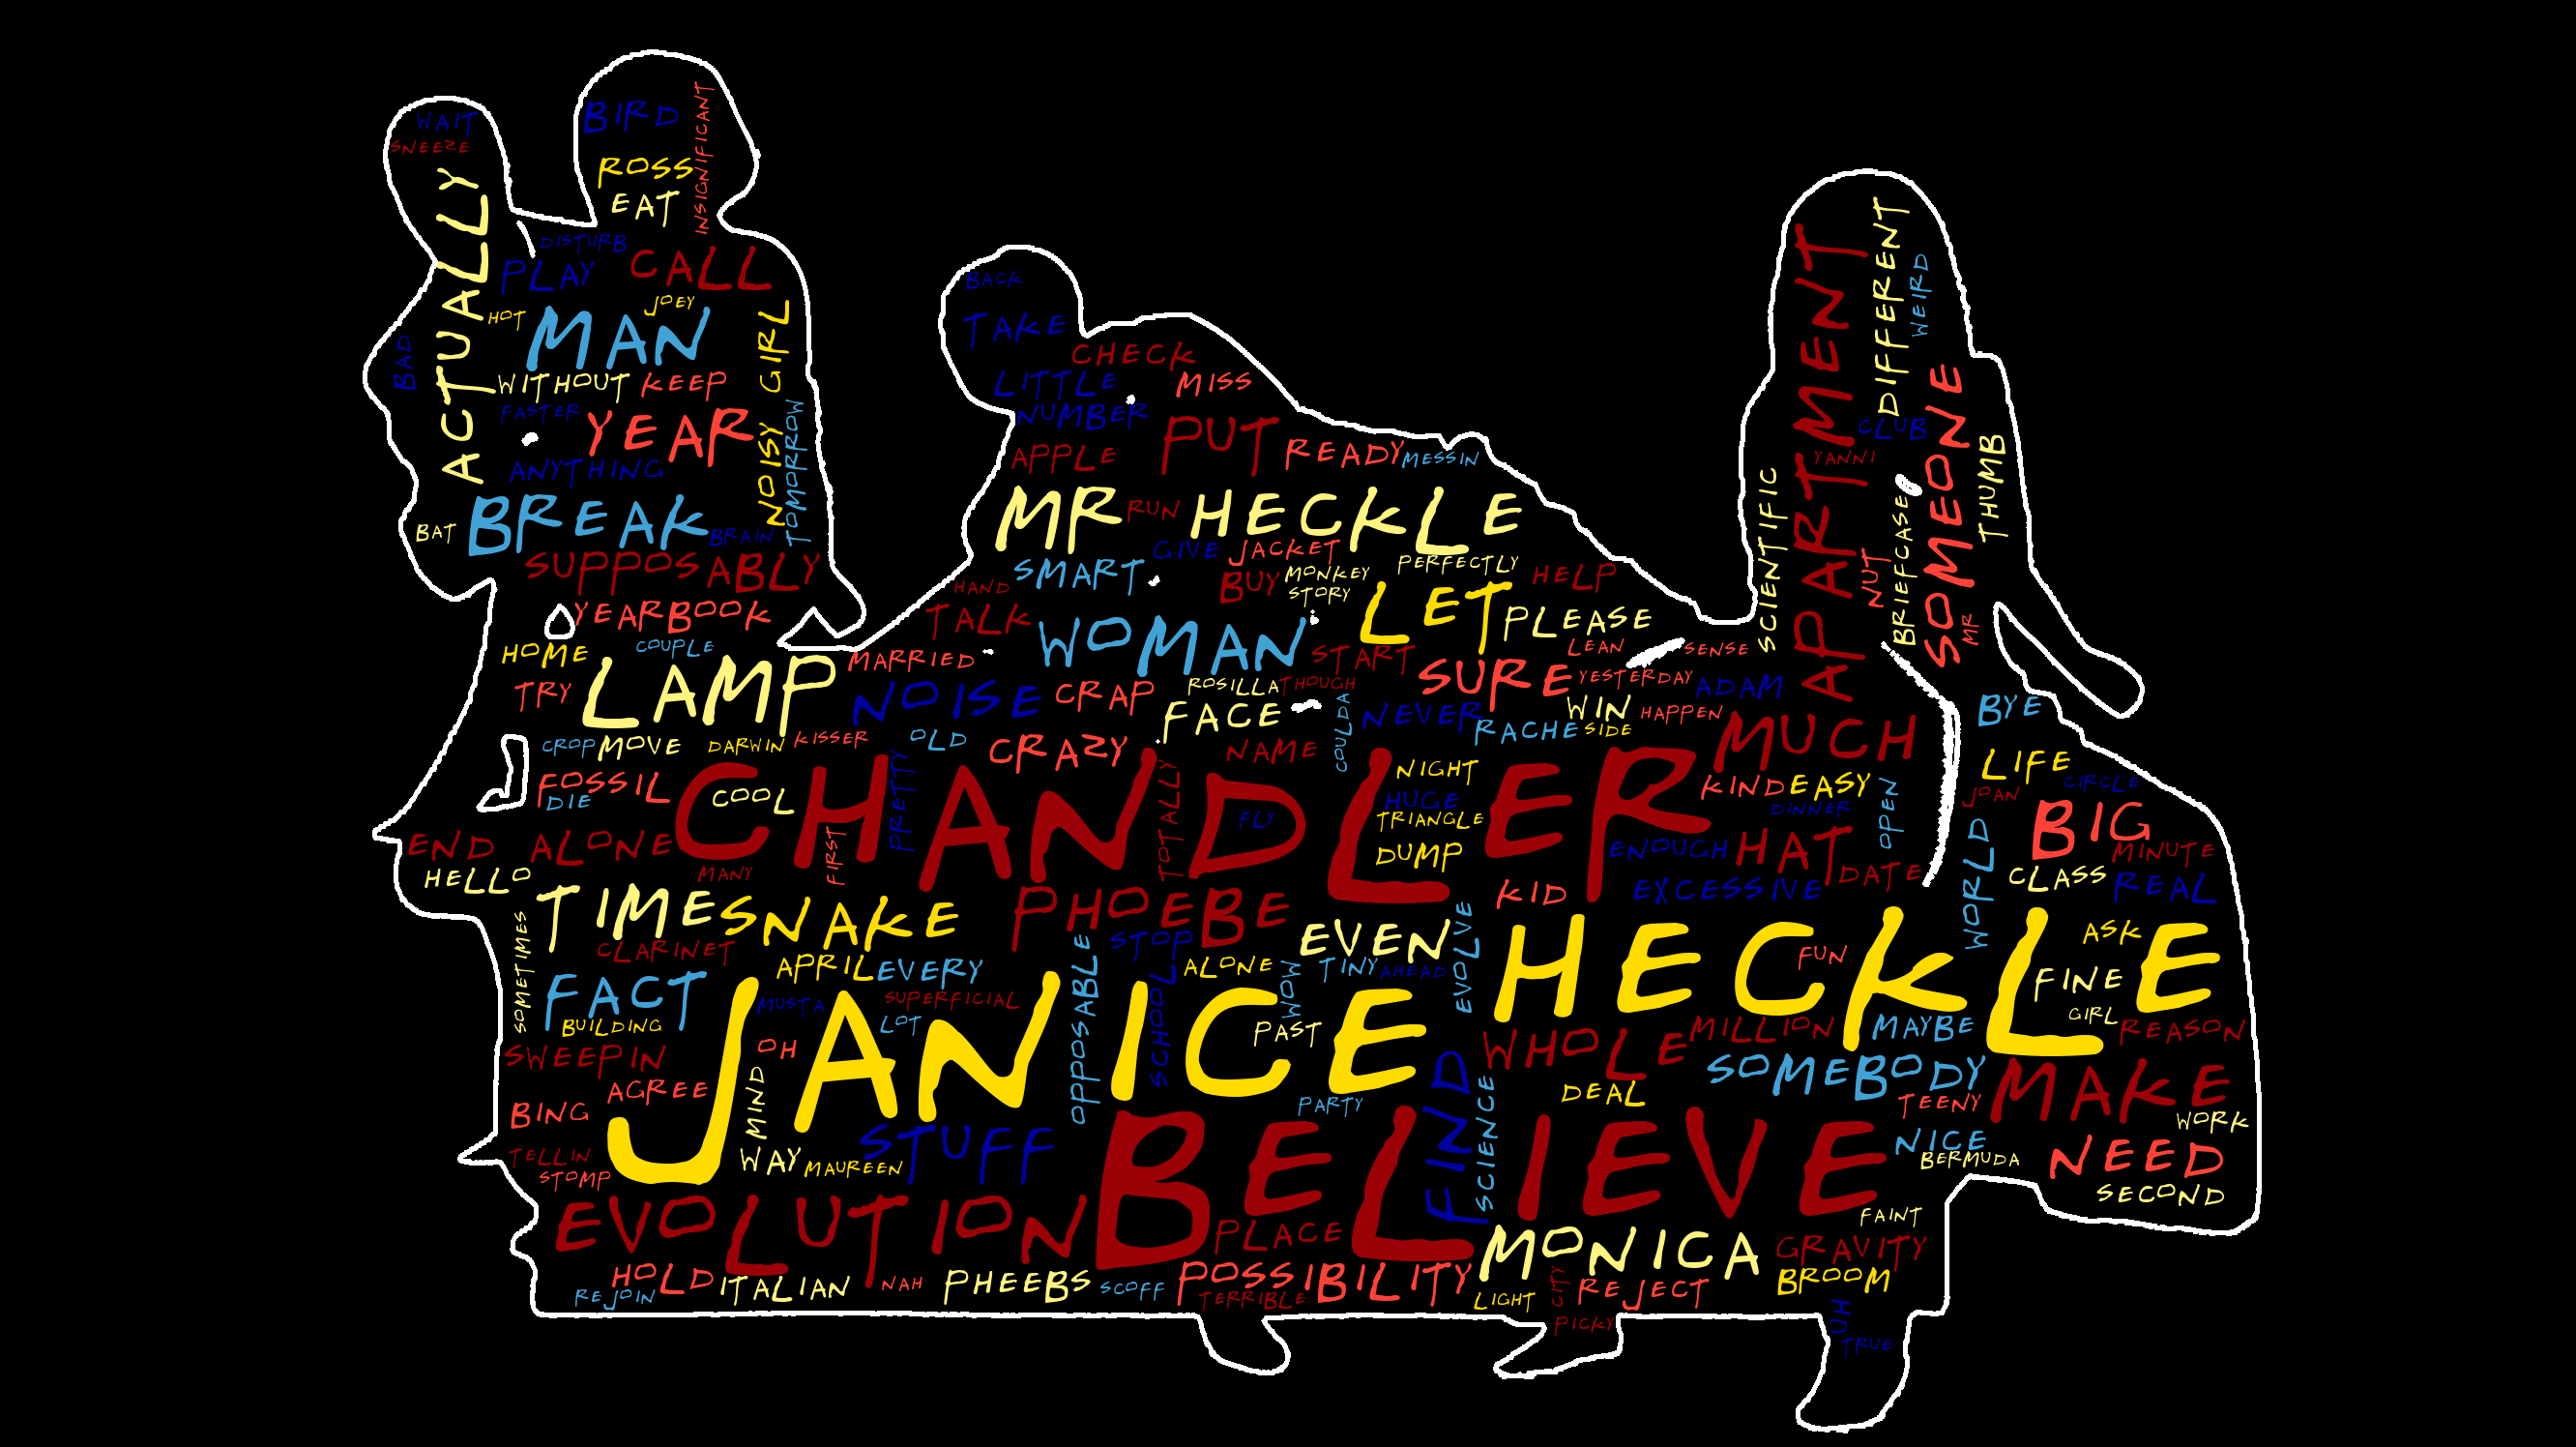 WAIT
SNEEZE
ACTUALLY
BAD
BAT
BIRD
INSIGNIFICANT
ROSS
EAT
DISTURB
PLAY
CALL
JOEY
HOT
MAN
GIRL
WITHOUT
KEEP
FASTER
YEAR
NOISY
TOMORROW
ANYTHING
BREAK
BRAIN
SUPPOSABLY
YEARBOOK
COUPLE
HOME
LAMP
TRY
BACK
TAKE
CHECK
LITTLE
MISS
NUMBER
PUT
APPLE
READY
MESSIN
MR
RUN
HECKLE
GIVE
JACKET
PERFECTLY
SMART
BUY
MONKEY
HELP
HAND
STORY
LET
TALK
WOMAN
PLEASE
LEAN
SENSE
MARRIED
START
SURE
YESTERDAY
ADAM
NOISE
CRAP
ROSILLA
THOUGH
FACE
COULDA
NEVER
WIN
HAPPEN
RACHE
SIDE
APARTMENT
DIFFERENT
WEIRD
CLUB
YANNI
SOMEONE
THUMB
SCIENTIFIC
BRIEFCASE
NUT
MR
BYE
MUCH
CROP
MOVE
DARWIN
KISSER
OLD
CRAZY
NAME
FOSSIL
DIE
COOL
CHANDLER
PRETTY
FIRST
TOTALLY
FLY
NIGHT
HUGE
TRIANGLE
DUMP
KIND
EASY
DINNER
OPEN
LIFE
CIRCLE
JOAN
BIG
MINUTE
WORLD
END
ALONE
MANY
ENOUGH
HAT
DATE
CLASS
REAL
HELLO
TIME
SNAKE
PHOEBE
KID
EXCESSIVE
CLARINET
STOP
EVEN
EVOLVE
HECKLE
FUN
ASK
SOMETIMES
APRIL
EVERY
OPPOSABLE
SCHOOL
ALONE
WOW
TINY
AHEAD
FINE
FACT
BUILDING
MUSTA
SUPERFICIAL
LOT
JANICE
PAST
GIRL
REASON
MAYBE
MILLION
WHOLE
SWEEPIN
OH
MIND
AGREE
BING
FIND
SCIENCE
DEAL
SOMEBODY
MAKE
TEENY
WORK
PARTY
TELLIN
STOMP
WAY
MAUREEN
STUFF
BELIEVE
NICE
BERMUDA
NEED
SECOND
EVOLUTION
PLACE
FAINT
MONICA
GRAVITY
HOLD
ITALIAN
NAH
PHEEBS
SCOFF
POSSIBILITY
REJOIN
TERRIBLE
LIGHT
CITY
REJECT
BROOM
PICKY
UH
TRUE